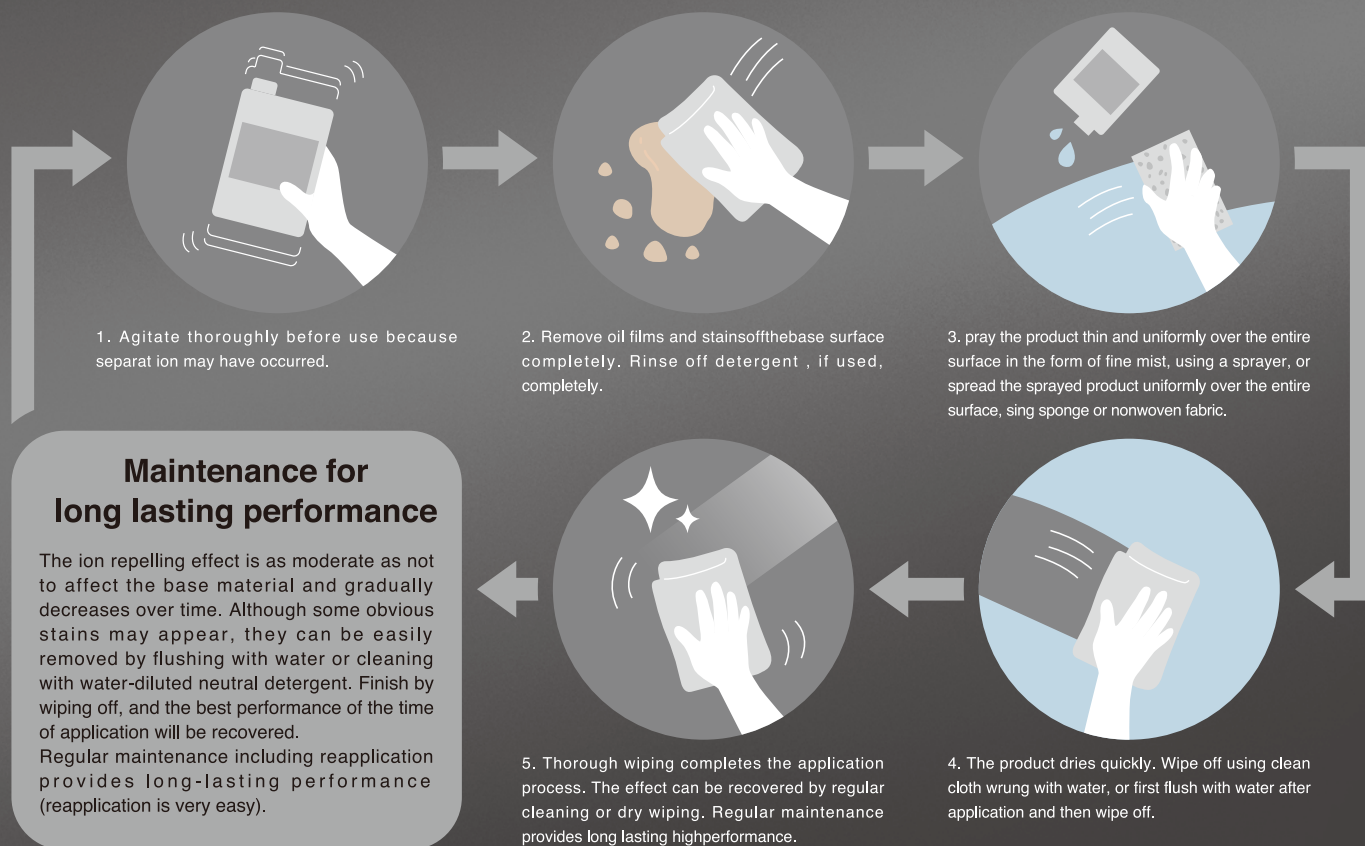 1. Agitate thoroughly before use because
separat ion may have occurred.
2. Remove oil films and stainsoffthebase surface
completely. Rinse off detergent , if used,
completely.
3. pray the product thin and uniformly over the entire
surface in the form of fine mist, using a sprayer, or
spread the sprayed product uniformly over the entire
surface, sing sponge or nonwoven fabric.
4. The product dries quickly. Wipe off using clean
cloth wrung with water, or first flush with water after
application and then wipe off.
5. Thorough wiping completes the application
process. The effect can be recovered by regular
cleaning or dry wiping. Regular maintenance
provides long lasting highperformance.
Maintenance for
long lasting performance
The ion repelling effect is as moderate as not
to affect the base material and gradually
decreases over time. Although some obvious
stains may appear, they can be easily
removed by flushing with water or cleaning
with water-diluted neutral detergent. Finish by
wiping off, and the best performance of the time
of application will be recovered.
Regular maintenance including reapplication
provides long-lasting performance
(reapplication is very easy).